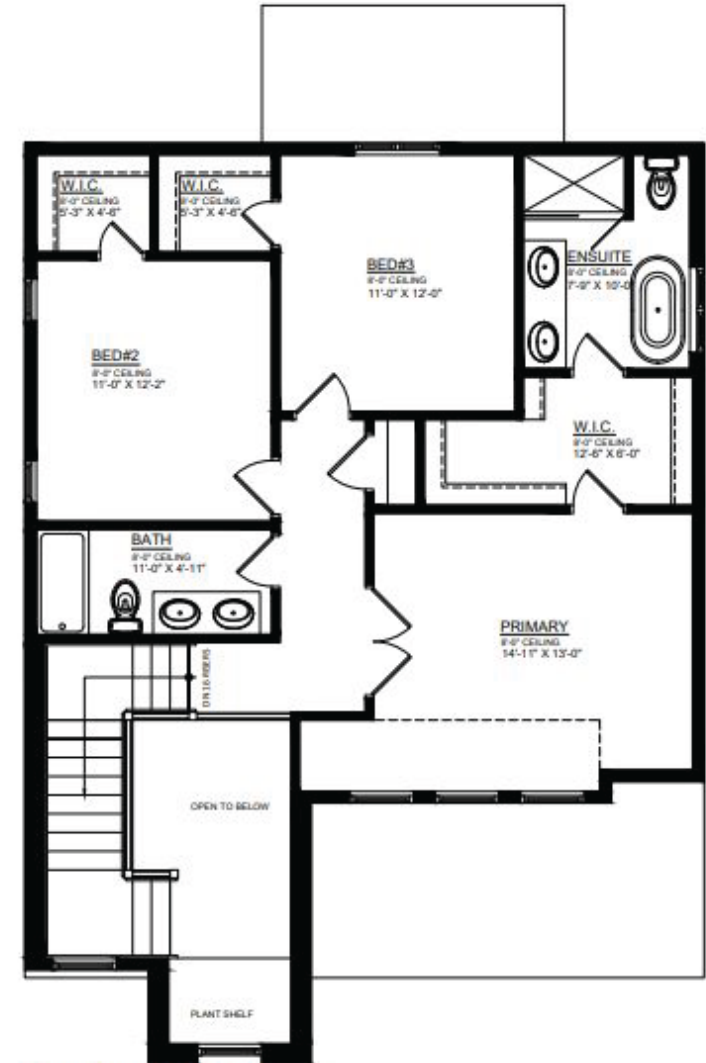 W.I.C.
8'-0" CEILING
5'-3" X 4'-6"
W.I.C.
8'-0" CEILING
5'-3" X 4'-6"
BED#3
8'-0" CEILING
11'-0" X 12'-0"
ENSUITE
8'-0" CEILING
7'-9" X 10'-0
BED#2
8'-0" CEILING
11'-0" X 12'-2"
W.I.C.
8'-0" CEILING
12'-6" X 6'-0"
BATH
8'-0" CEILING
11'-0" X 4'-11"
PRIMARY
8'-0" CEILING
14'-11" X 13'-0"
DN 16 RISERS
OPEN TO BELOW
PLANT SHELF